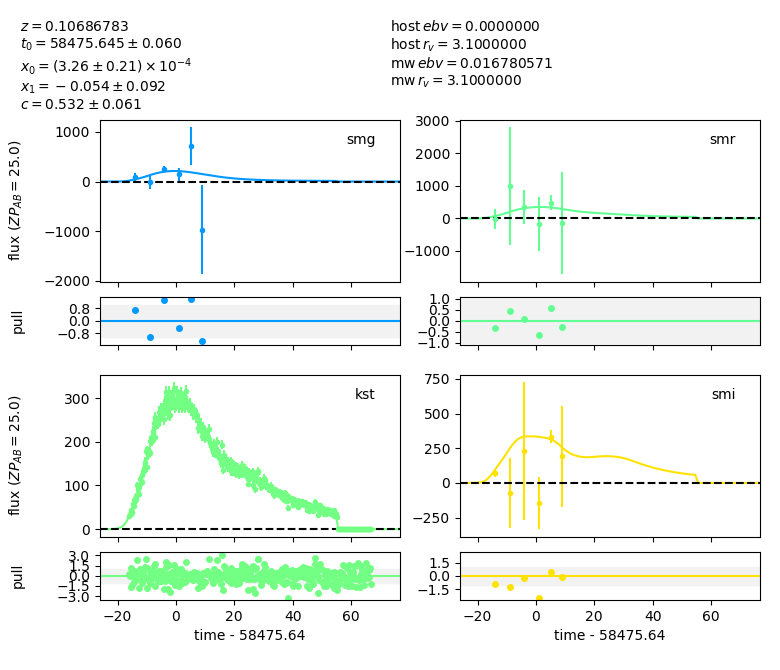 z = 0.10686783
t₀ = 58475.645 ± 0.060
x₀ = (3.26 ± 0.21) × 10⁻⁴
x₁ = −0.054 ± 0.092
c = 0.532 ± 0.061
host ebv = 0.0000000
host r_v = 3.1000000
mw ebv = 0.016780571
mw r_v = 3.1000000
smg
1000
0
−1000
−2000
flux (ZP_AB = 25.0)
smr
3000
2000
1000
0
−1000
0.8
0.0
−0.8
pull
1.0
0.5
0.0
−0.5
−1.0
kst
300
200
100
0
flux (ZP_AB = 25.0)
smi
750
500
250
0
−250
3.0
1.5
0.0
−1.5
−3.0
pull
−20 0 20 40 60
time - 58475.64
1.5
0.0
−1.5
−20 0 20 40 60
time - 58475.64